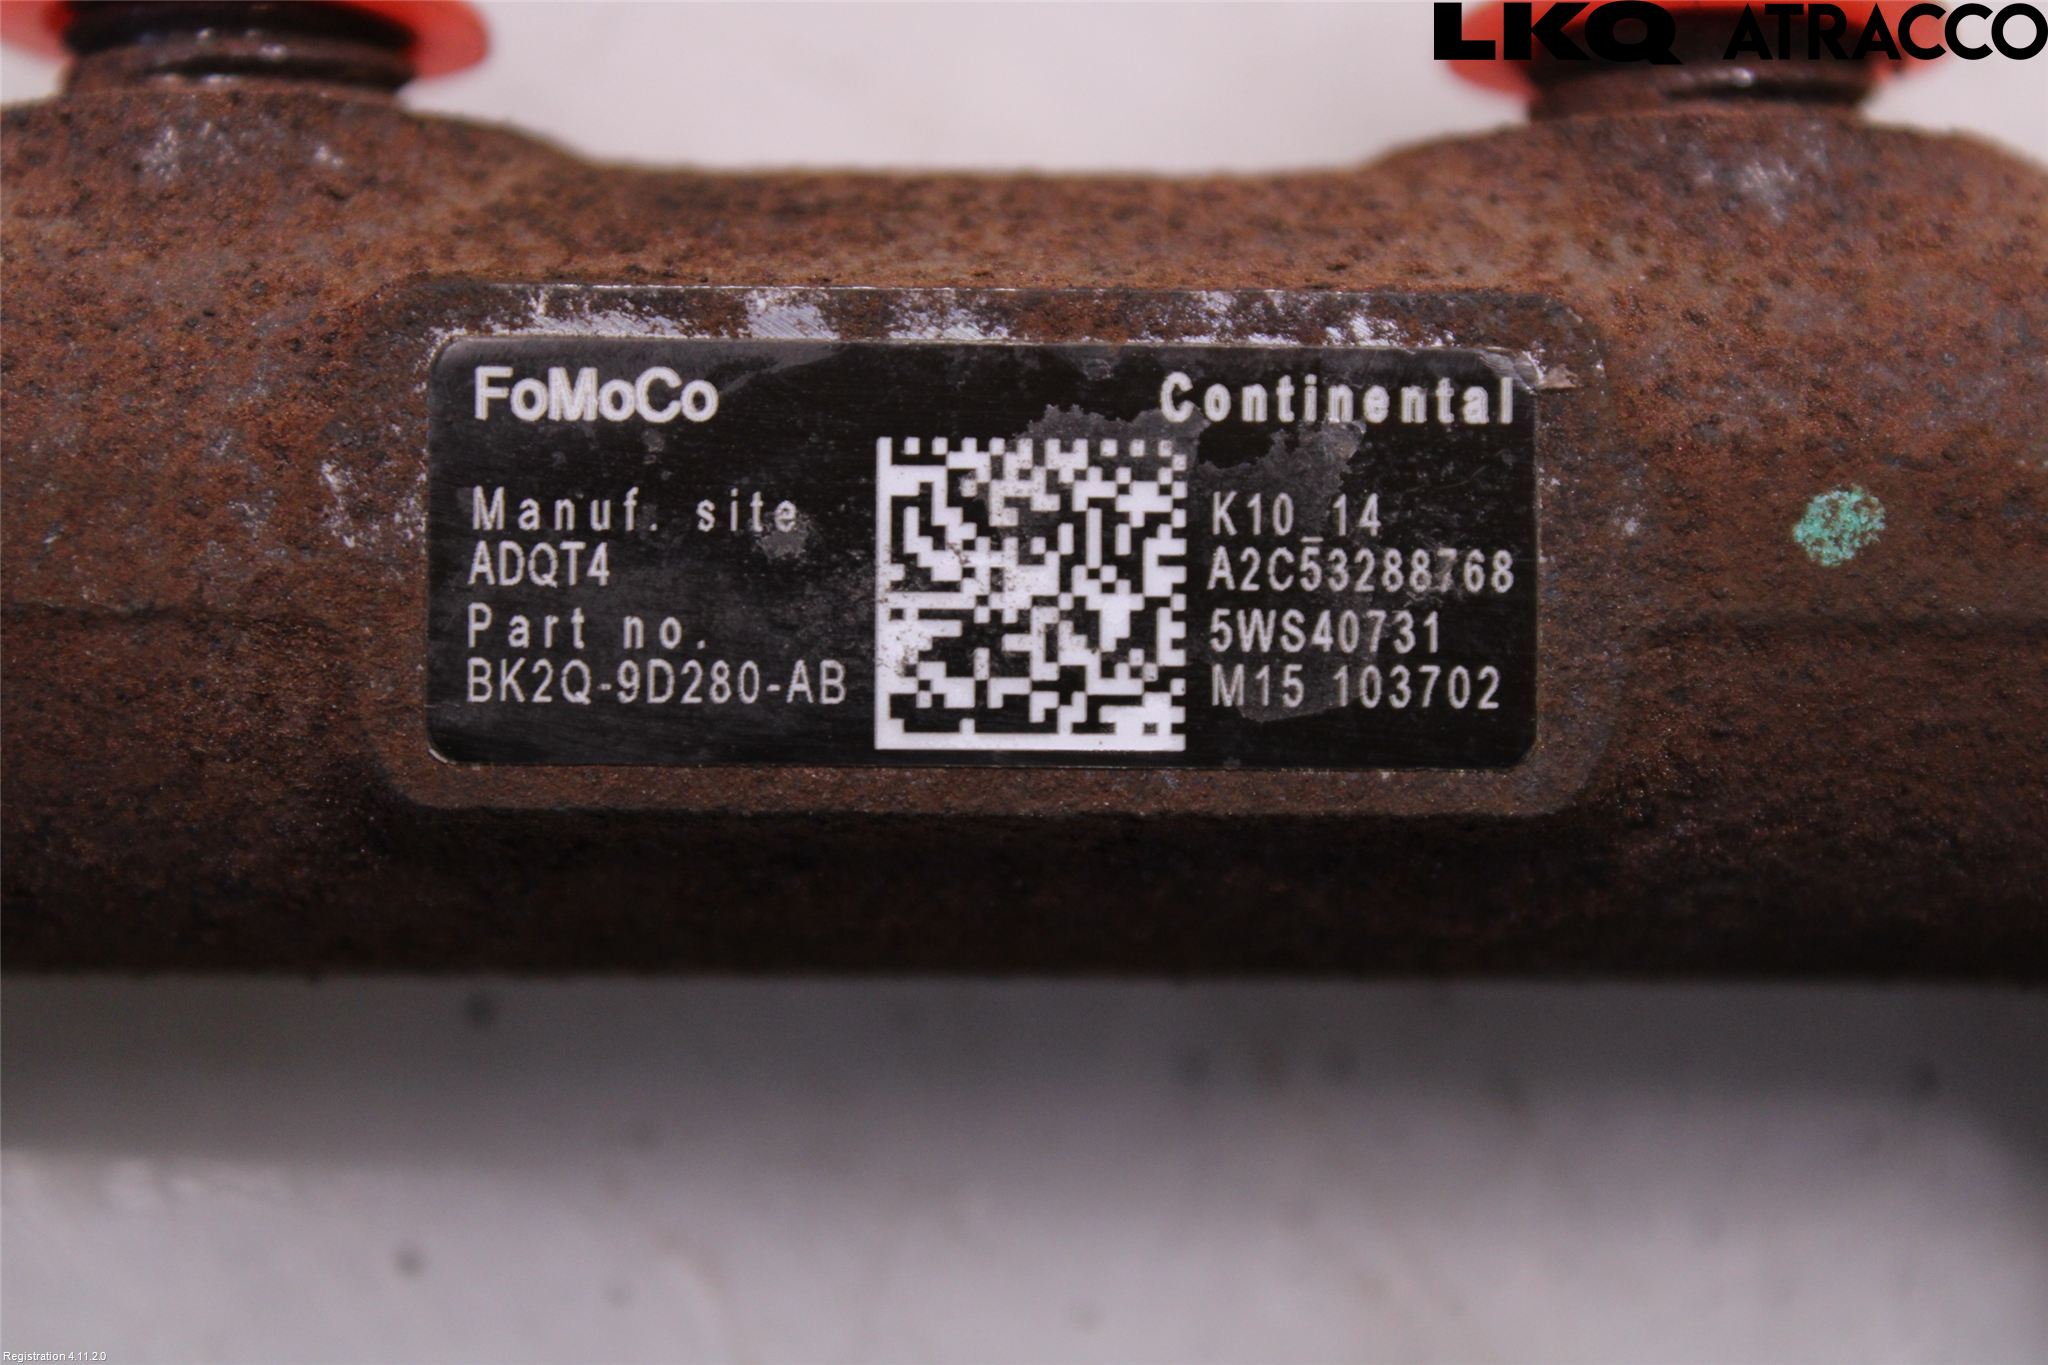 LKQ ATRACCO
FoMoCo
Continental
Manuf. site
ADQT4
Part no.
BK2Q-9D280-AB
K10_14
A2C53288768
5WS40731
M15 103702
Registration 4.11.2.0